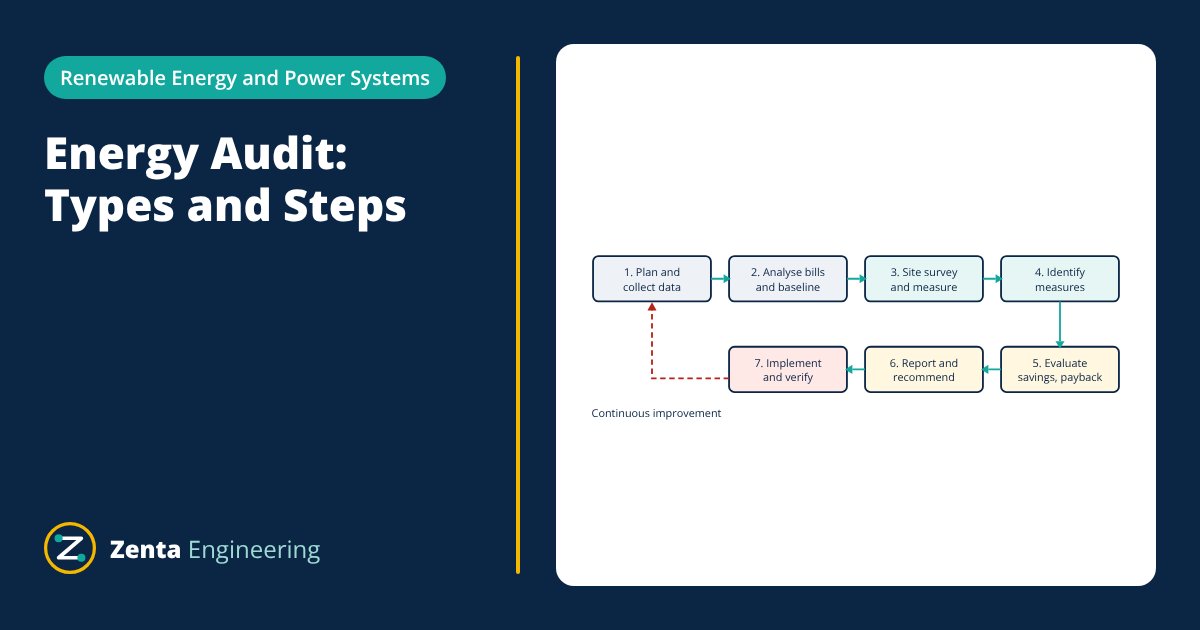 Renewable Energy and Power Systems
Energy Audit:
Types and Steps
1. Plan and
collect data
2. Analyse bills
and baseline
3. Site survey
and measure
4. Identify
measures
5. Evaluate
savings, payback
6. Report and
recommend
7. Implement
and verify
Continuous improvement
Z
Zenta Engineering